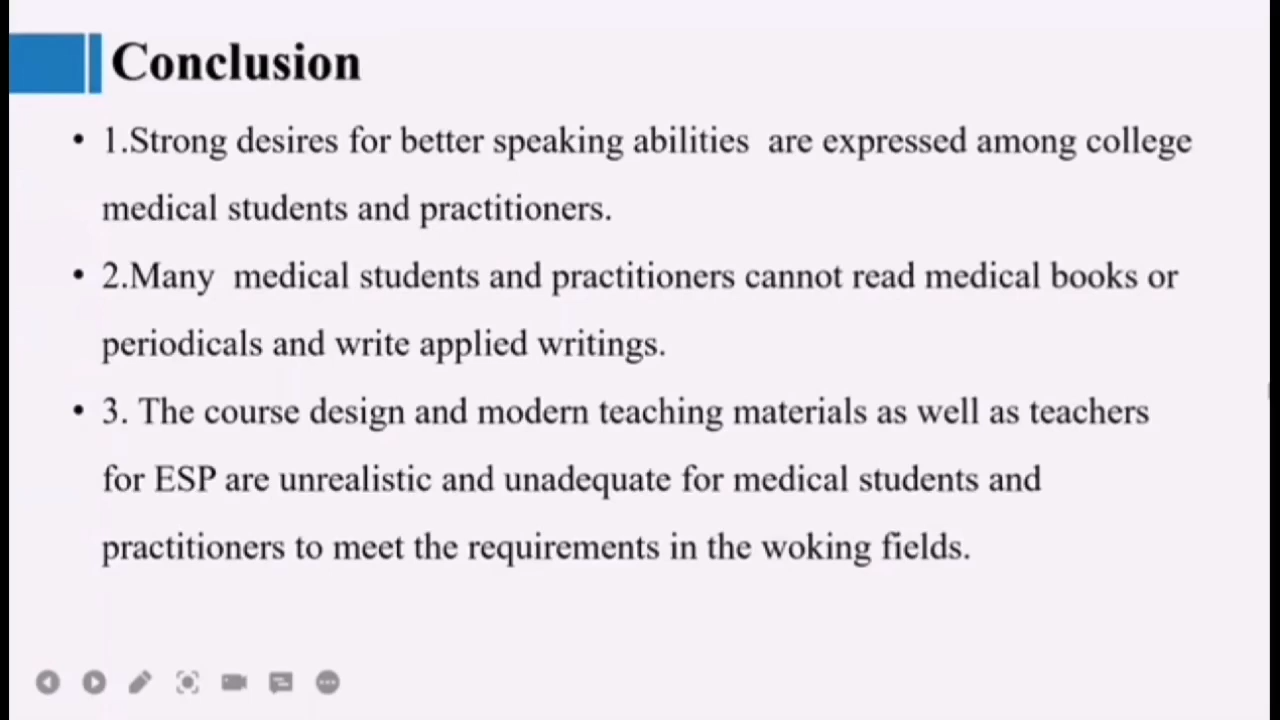 Conclusion
• 1.Strong desires for better speaking abilities  are expressed among college
medical students and practitioners.
• 2.Many  medical students and practitioners cannot read medical books or
periodicals and write applied writings.
• 3. The course design and modern teaching materials as well as teachers
for ESP are unrealistic and unadequate for medical students and
practitioners to meet the requirements in the woking fields.